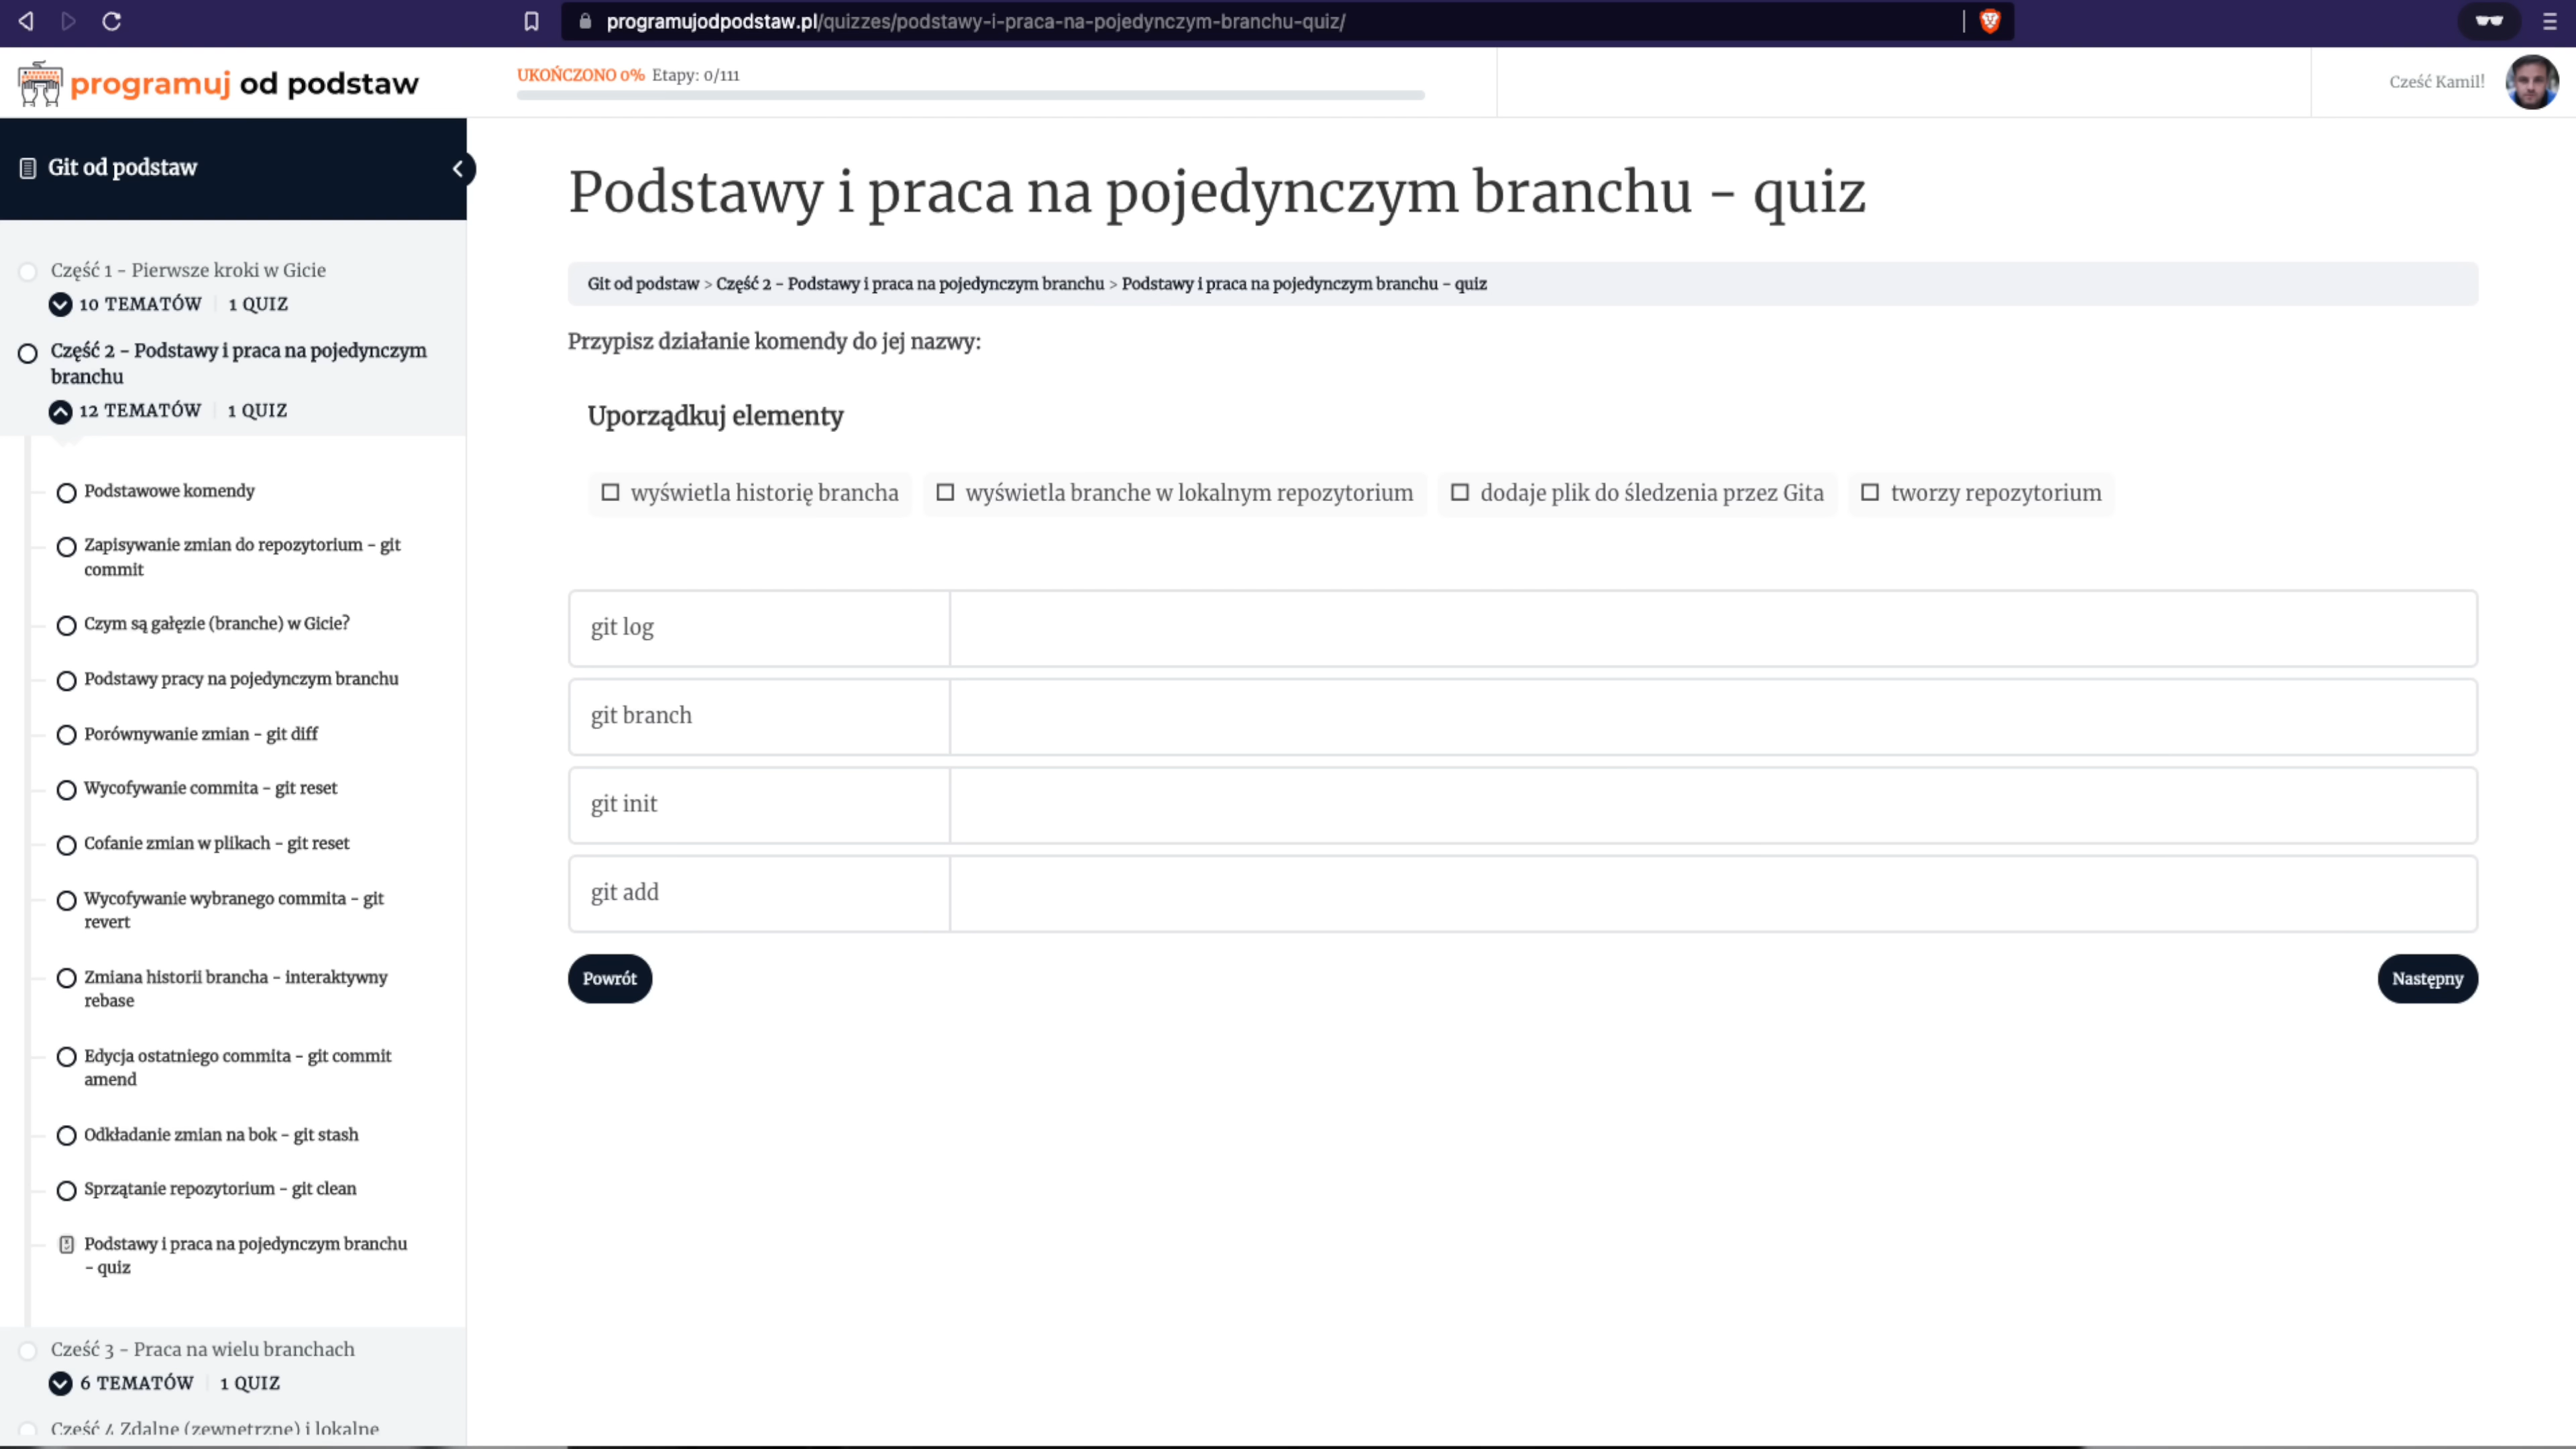 programujodpodstaw.pl/quizzes/podstawy-i-praca-na-pojedynczym-branchu-quiz/
programuj od podstaw
UKOŃCZONO 0% Etapy: 0/111
Cześć Kamil!
Git od podstaw
Część 1 - Pierwsze kroki w Gicie
10 TEMATÓW 1 QUIZ
Część 2 - Podstawy i praca na pojedynczym
branchu
12 TEMATÓW 1 QUIZ
Podstawowe komendy
Zapisywanie zmian do repozytorium - git
commit
Czym są gałęzie (branche) w Gicie?
Podstawy pracy na pojedynczym branchu
Porównywanie zmian - git diff
Wycofywanie commita - git reset
Cofanie zmian w plikach - git reset
Wycofywanie wybranego commita - git
revert
Zmiana historii brancha - interaktywny
rebase
Edycja ostatniego commita - git commit
amend
Odkładanie zmian na bok - git stash
Sprzątanie repozytorium - git clean
Podstawy i praca na pojedynczym branchu
- quiz
Cześć 3 - Praca na wielu branchach
6 TEMATÓW 1 QUIZ
Cześć 4 Zdalne (zewnętrzne) i lokalne
Podstawy i praca na pojedynczym branchu - quiz
Git od podstaw > Część 2 - Podstawy i praca na pojedynczym branchu > Podstawy i praca na pojedynczym branchu - quiz
Przypisz działanie komendy do jej nazwy:
Uporządkuj elementy
wyświetla historię brancha wyświetla branche w lokalnym repozytorium dodaje plik do śledzenia przez Gita tworzy repozytorium
git log
git branch
git init
git add
Powrót Następny